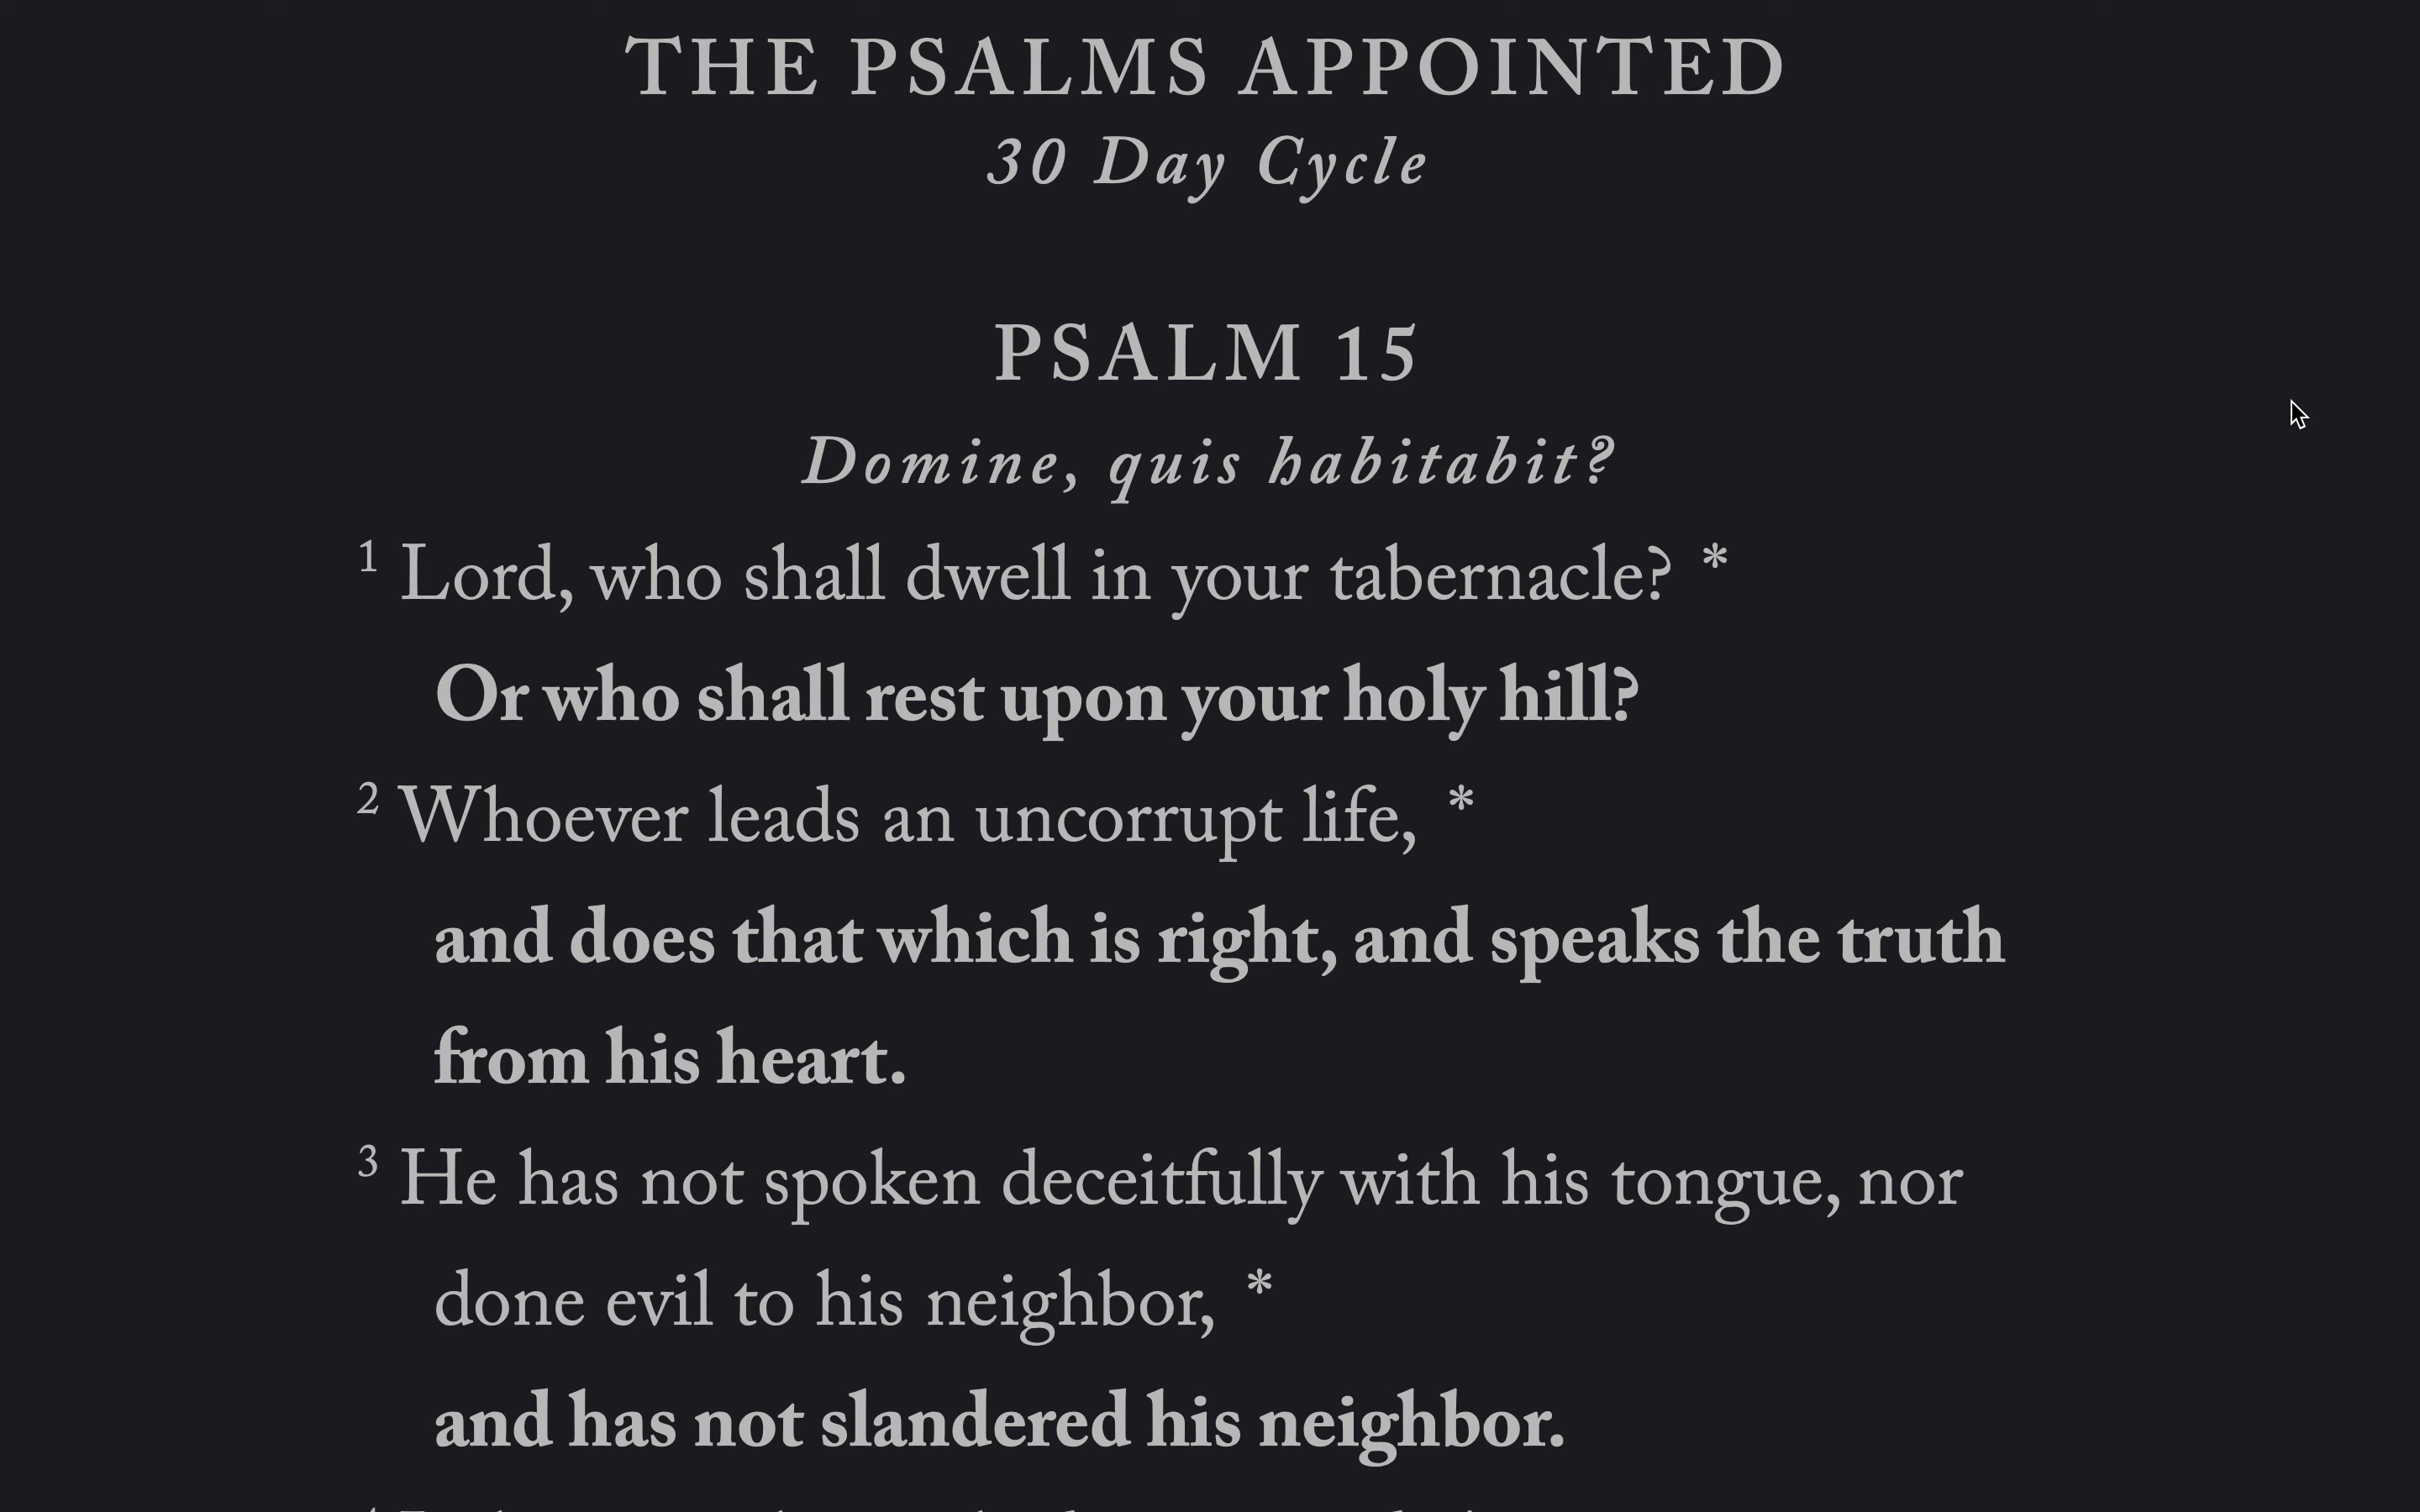 THE PSALMS APPOINTED
30 Day Cycle
PSALM 15
Domine, quis habitabit?
1 Lord, who shall dwell in your tabernacle? *
Or who shall rest upon your holy hill?
2 Whoever leads an uncorrupt life, *
and does that which is right, and speaks the truth
from his heart.
3 He has not spoken deceitfully with his tongue, nor
done evil to his neighbor, *
and has not slandered his neighbor.